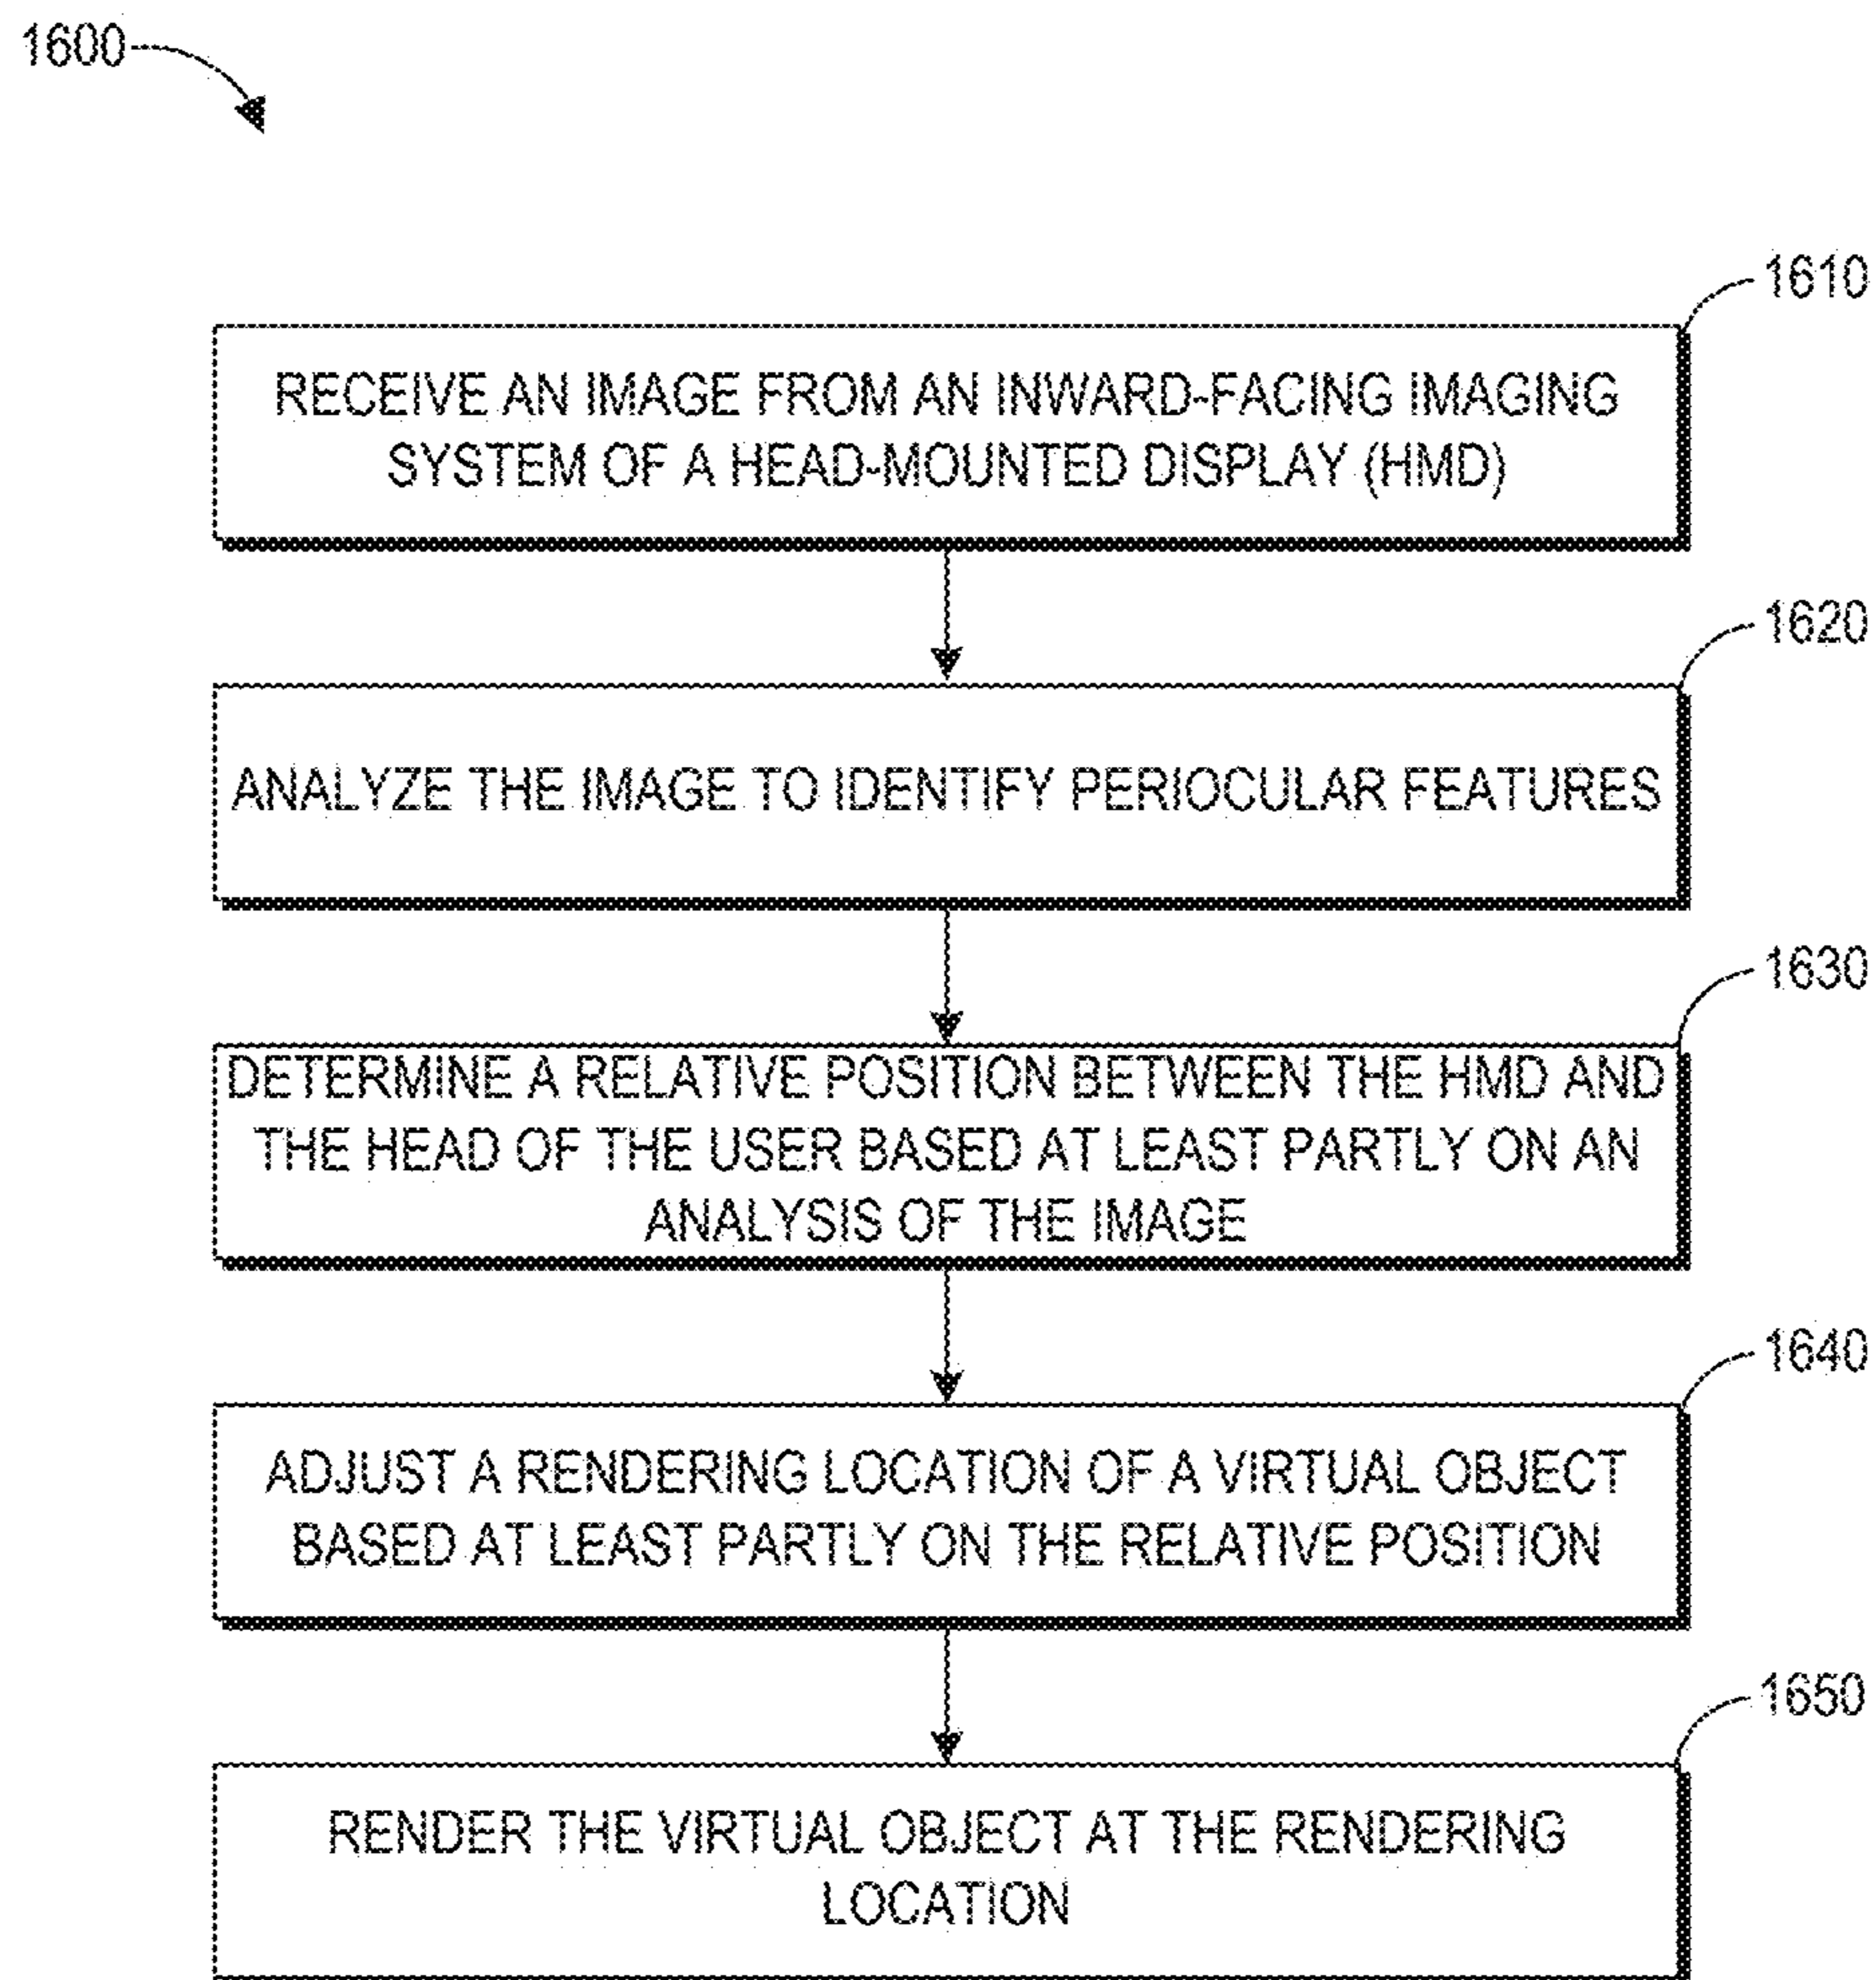 1600
1610
RECEIVE AN IMAGE FROM AN INWARD-FACING IMAGING
SYSTEM OF A HEAD-MOUNTED DISPLAY (HMD)
1620
ANALYZE THE IMAGE TO IDENTIFY PERIOCULAR FEATURES
1630
DETERMINE A RELATIVE POSITION BETWEEN THE HMD AND
THE HEAD OF THE USER BASED AT LEAST PARTLY ON AN
ANALYSIS OF THE IMAGE
1640
ADJUST A RENDERING LOCATION OF A VIRTUAL OBJECT
BASED AT LEAST PARTLY ON THE RELATIVE POSITION
1650
RENDER THE VIRTUAL OBJECT AT THE RENDERING
LOCATION